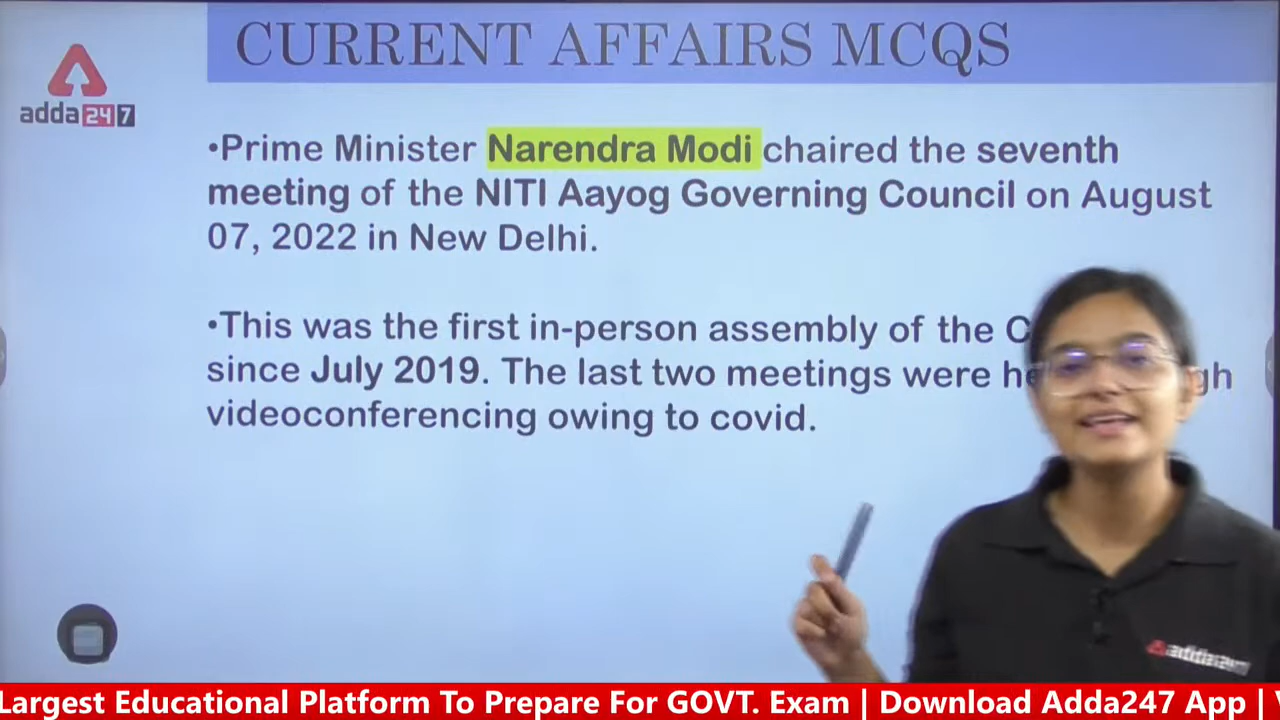 CURRENT AFFAIRS MCQS
adda247
•Prime Minister Narendra Modi chaired the seventh
meeting of the NITI Aayog Governing Council on August
07, 2022 in New Delhi.
•This was the first in-person assembly of the
since July 2019. The last two meetings were
videoconferencing owing to covid.
adda247
Largest Educational Platform To Prepare For GOVT. Exam | Download Adda247 App |